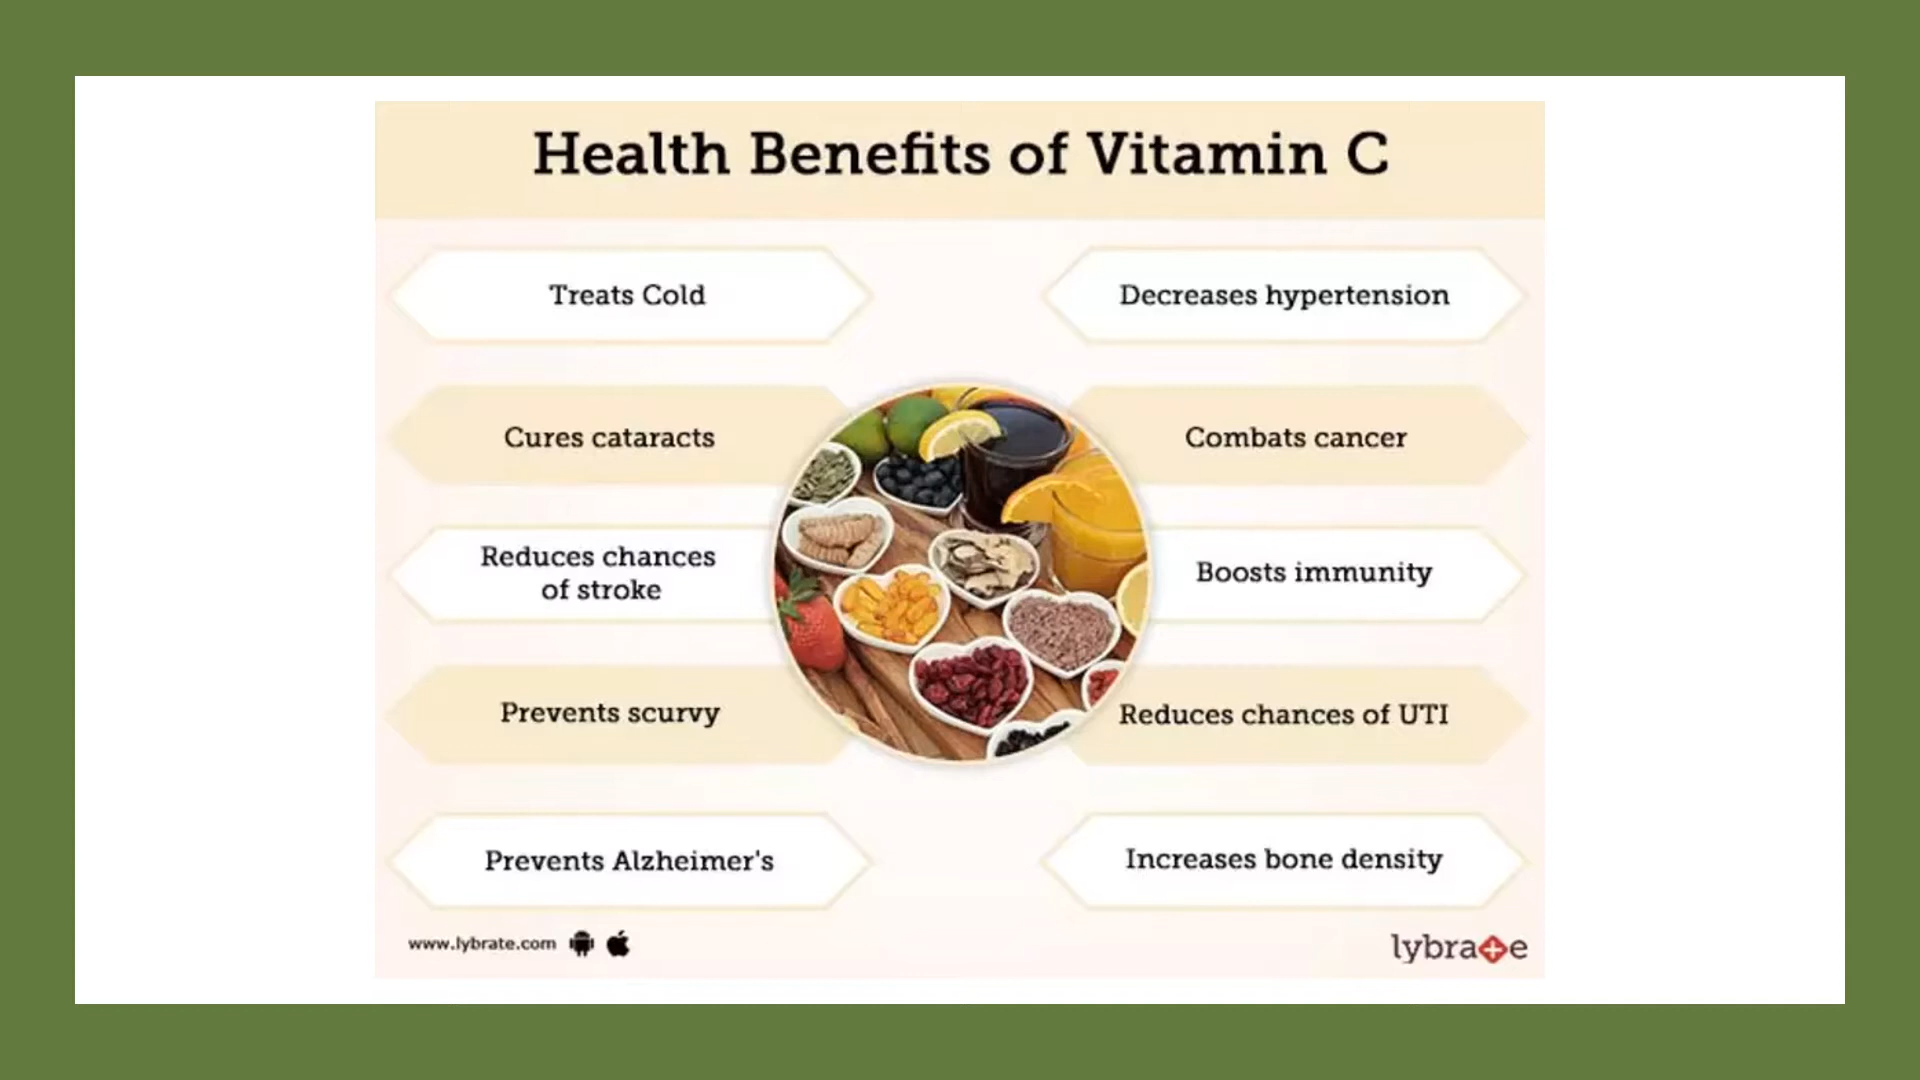 Health Benefits of Vitamin C
Treats Cold
Decreases hypertension
Cures cataracts
Combats cancer
Reduces chances
of stroke
Boosts immunity
Prevents scurvy
Reduces chances of UTI
Prevents Alzheimer's
Increases bone density
www.lybrate.com
lybrate